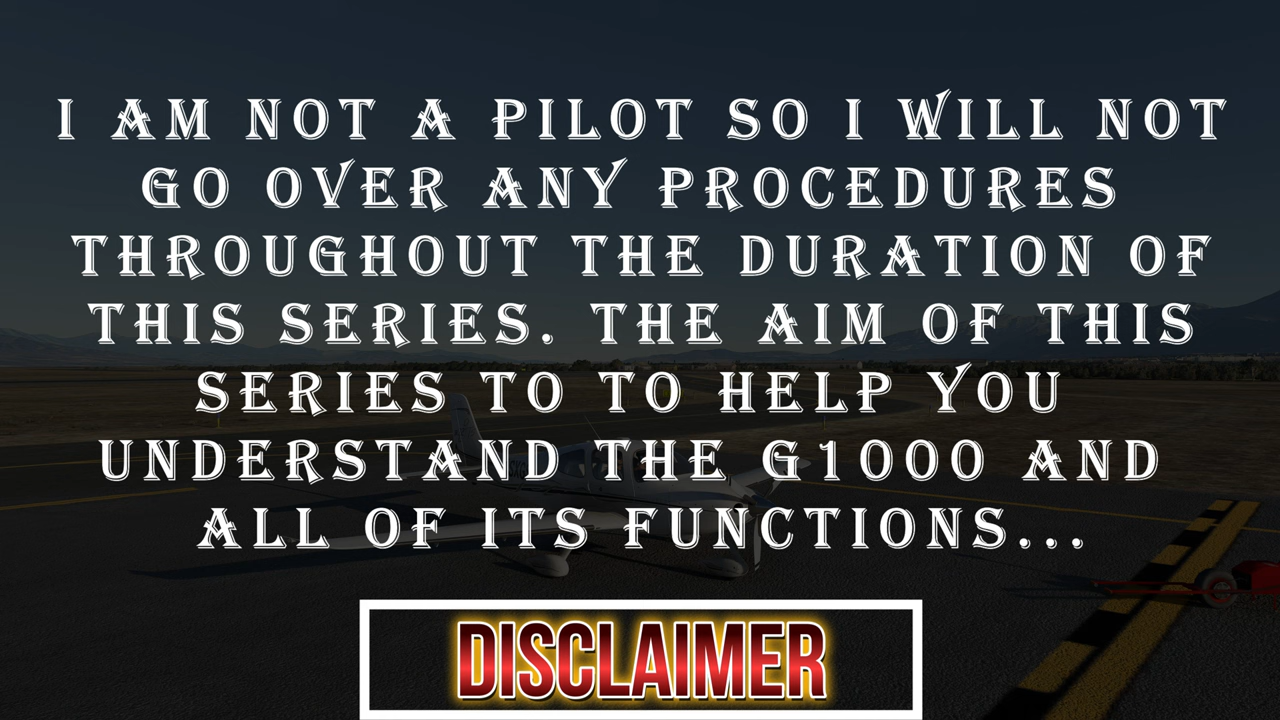 I AM NOT A PILOT SO I WILL NOT
GO OVER ANY PROCEDURES
THROUGHOUT THE DURATION OF
THIS SERIES. THE AIM OF THIS
SERIES TO TO HELP YOU
UNDERSTAND THE G1000 AND
ALL OF ITS FUNCTIONS...
DISCLAIMER